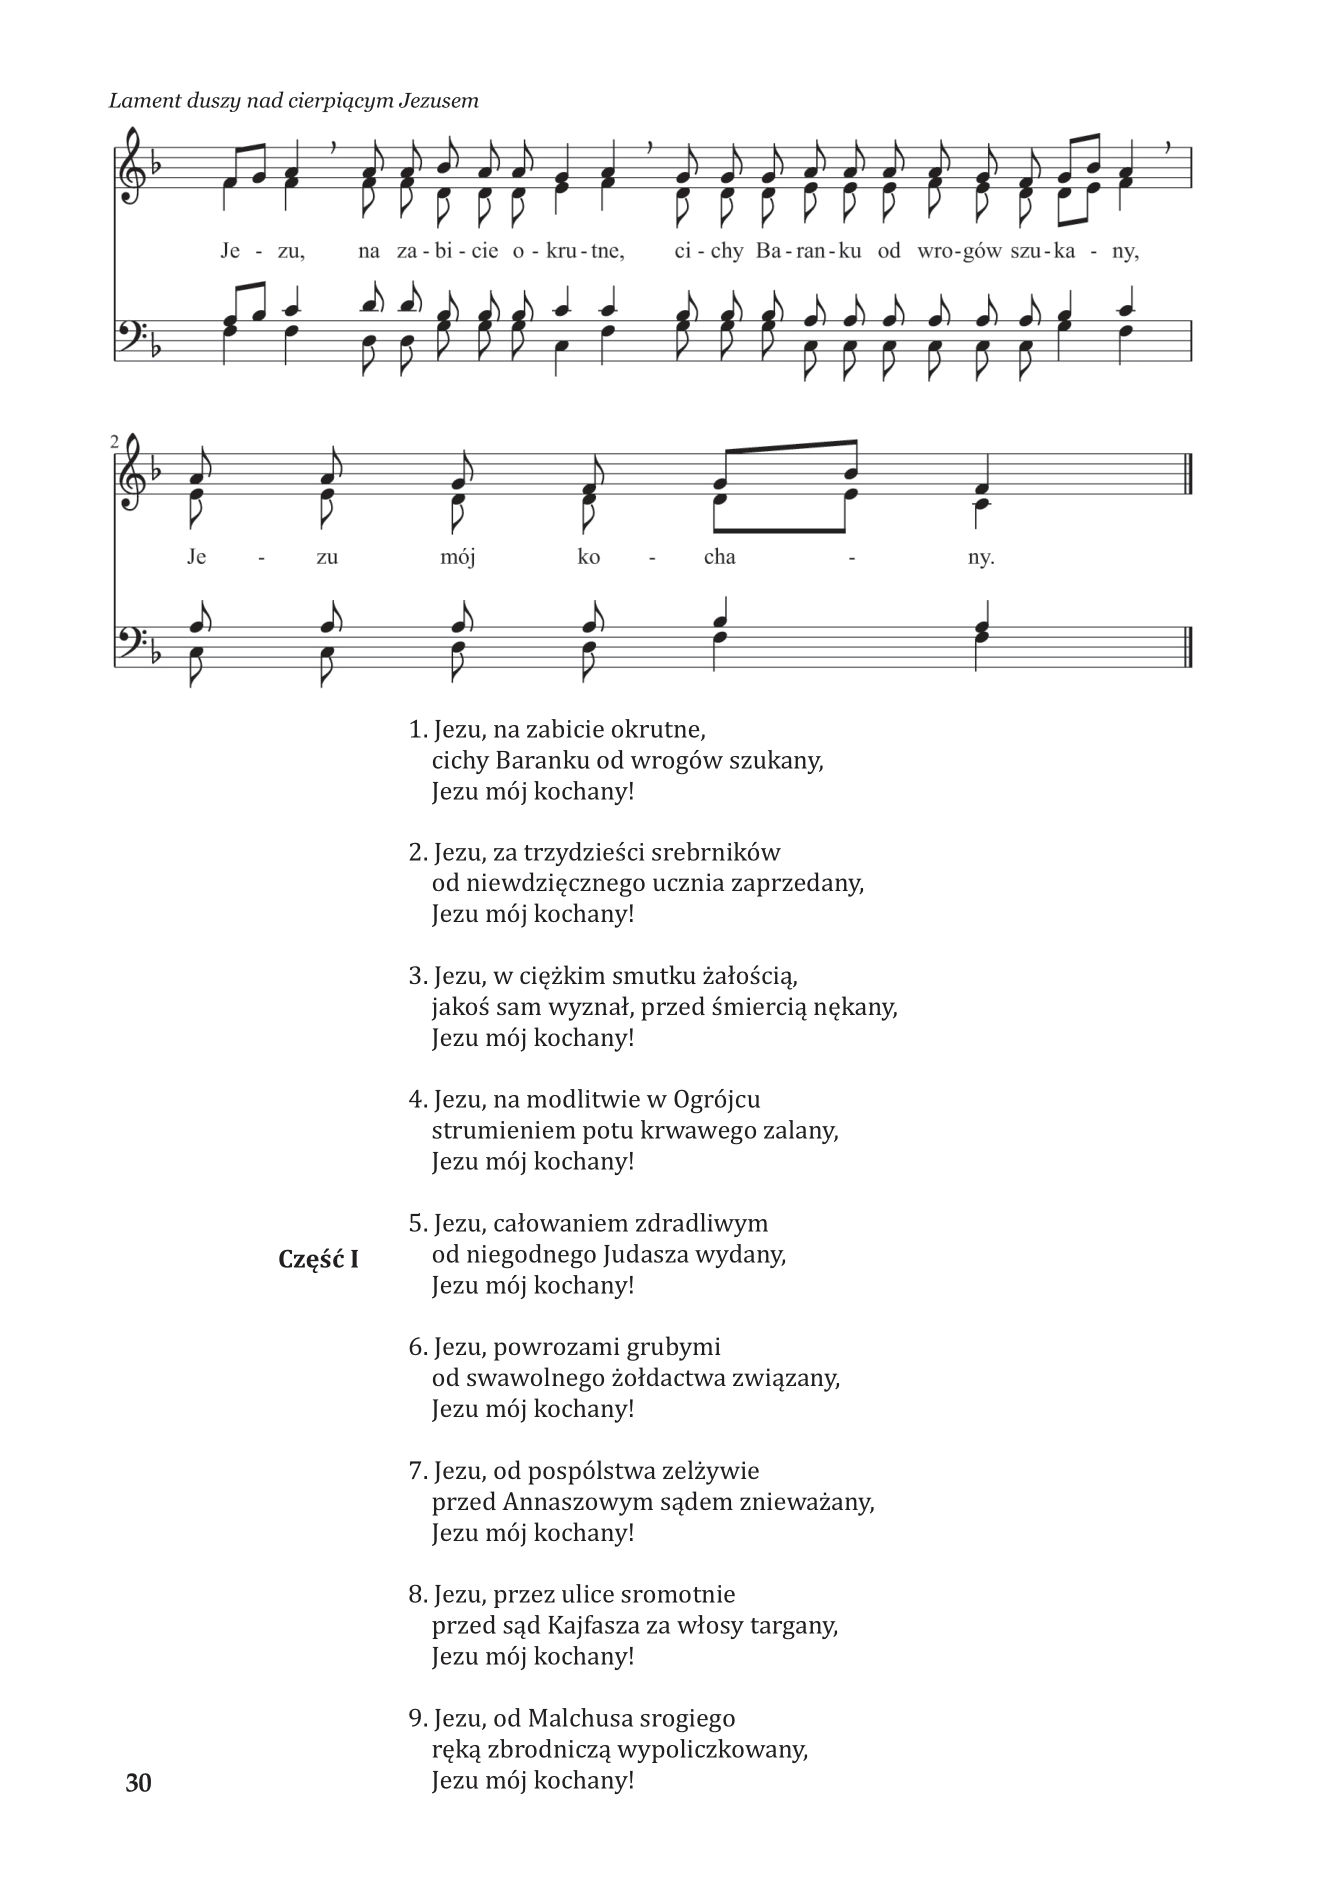 Lament duszy nad cierpiącym Jezusem
Je - zu, na za - bi - cie o - kru - tne, ci - chy Ba - ran - ku od wro - gów szu - ka - ny,
2
Je - zu mój ko - cha - ny.
1. Jezu, na zabicie okrutne,
cichy Baranku od wrogów szukany,
Jezu mój kochany!
2. Jezu, za trzydzieści srebrników
od niewdzięcznego ucznia zaprzedany,
Jezu mój kochany!
3. Jezu, w ciężkim smutku żałością,
jakoś sam wyznał, przed śmiercią nękany,
Jezu mój kochany!
4. Jezu, na modlitwie w Ogrójcu
strumieniem potu krwawego zalany,
Jezu mój kochany!
5. Jezu, całowaniem zdradliwym
od niegodnego Judasza wydany,
Jezu mój kochany!
Część I
6. Jezu, powrozami grubymi
od swawolnego żołdactwa związany,
Jezu mój kochany!
7. Jezu, od pospólstwa zelżywie
przed Annaszowym sądem znieważany,
Jezu mój kochany!
8. Jezu, przez ulice sromotnie
przed sąd Kajfasza za włosy targany,
Jezu mój kochany!
9. Jezu, od Malchusa srogiego
ręką zbrodniczą wypoliczkowany,
Jezu mój kochany!
30